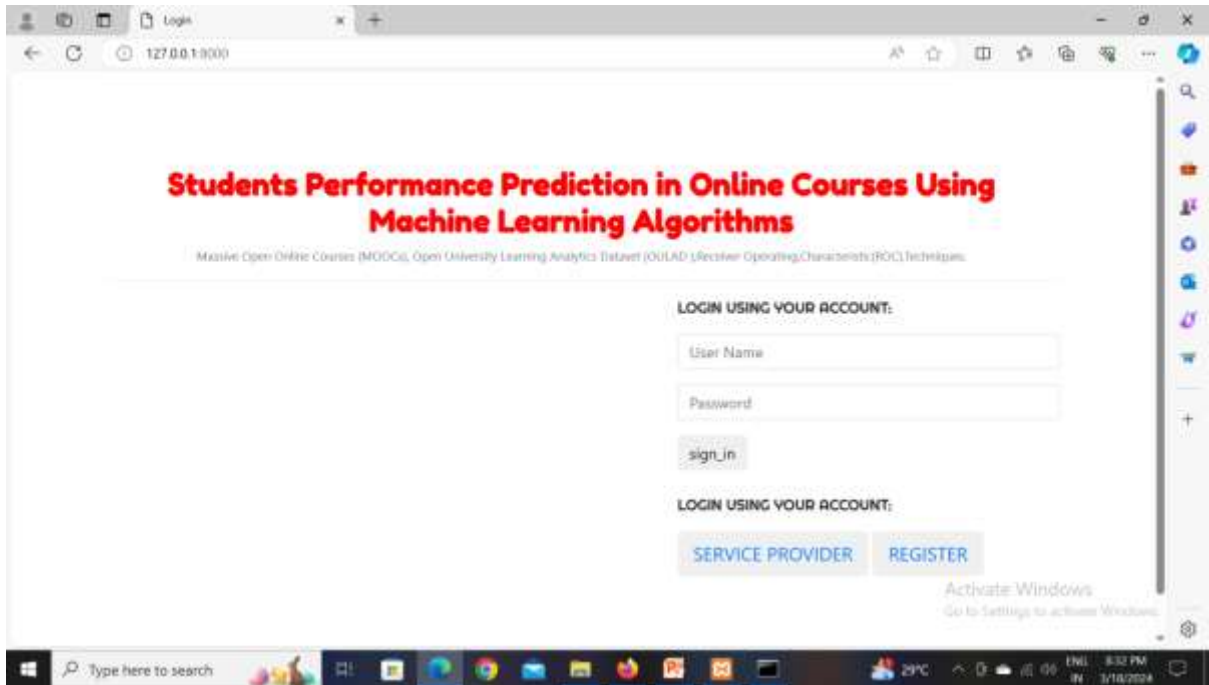 Login
127.0.0.1:8000
Students Performance Prediction in Online Courses Using
Machine Learning Algorithms
Massive Open Online Courses (MOOCs), Open University Learning Analytics Dataset (OULAD ),Receiver Operating,Characteristic(ROC),Techniques.
LOGIN USING YOUR ACCOUNT:
User Name
Password
sign_in
LOGIN USING YOUR ACCOUNT:
SERVICE PROVIDER REGISTER
Activate Windows
Go to Settings to activate Windows.
Type here to search
29°C
ENG
8:32 PM
IN
3/18/2024